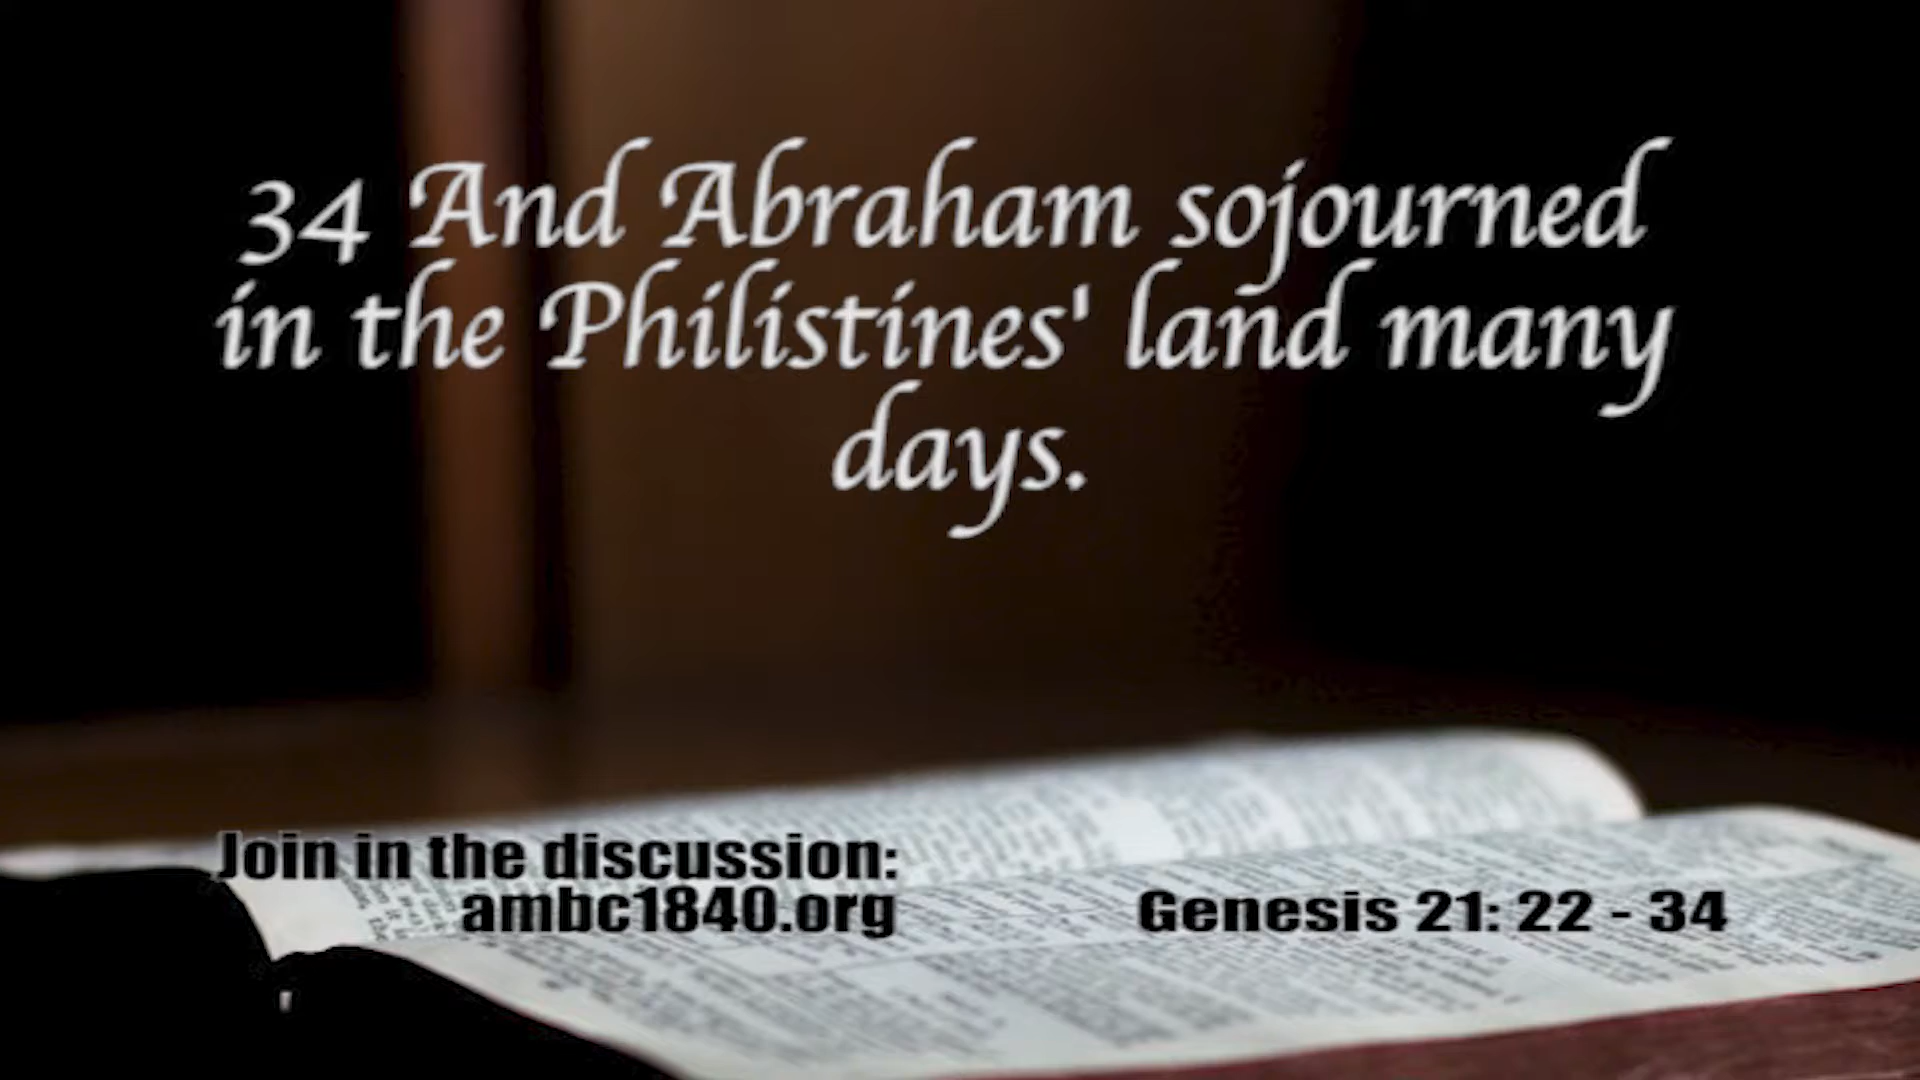 34 And Abraham sojourned
in the Philistines' land many
days.
Join in the discussion:
ambc1840.org
Genesis 21: 22 - 34